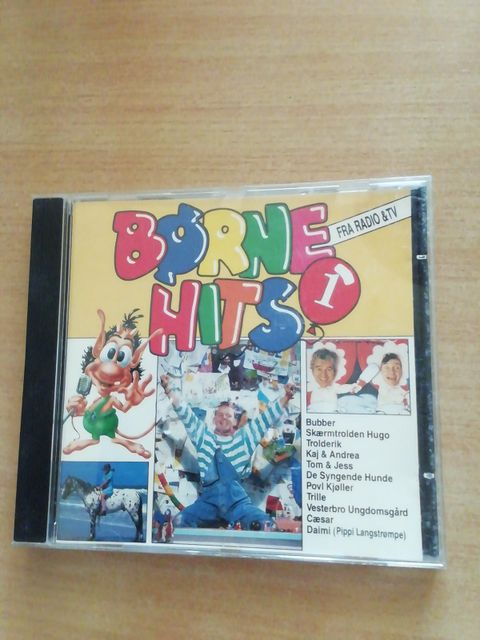 BØRNE
HITS
1
FRA RADIO & TV
Bubber
Skærmtrolden Hugo
Trolderik
Kaj & Andrea
Tom & Jess
De Syngende Hunde
Povl Kjøller
Trille
Vesterbro Ungdomsgård
Cæsar
Daimi (Pippi Langstrømpe)